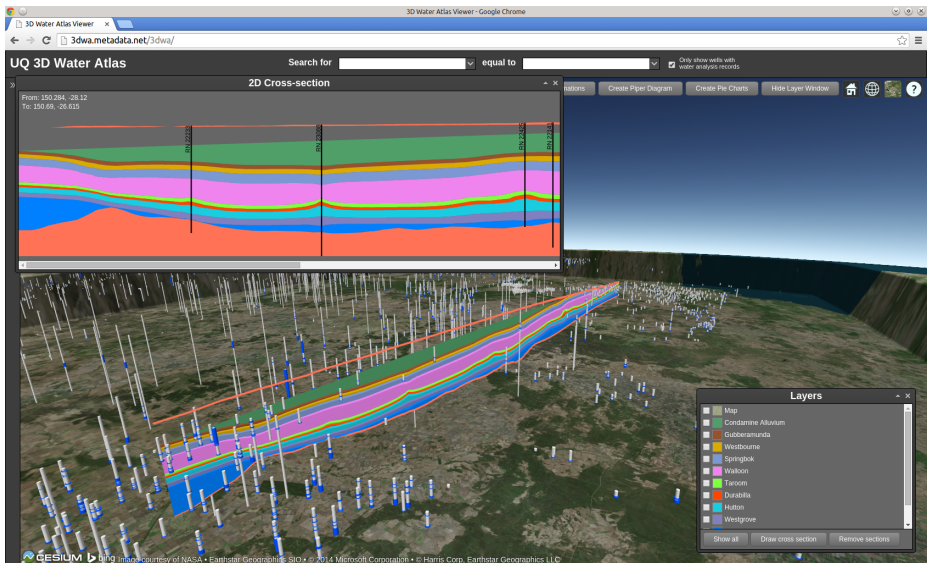 3D Water Atlas Viewer - Google Chrome
3D Water Atlas Viewer
3dwa.metadata.net/3dwa/
UQ 3D Water Atlas
Search for
equal to
Only show wells with
water analysis records
2D Cross-section
Create Piper Diagram
Create Pie Charts
Hide Layer Window
?
From: 150.284, -28.12
To: 150.69, -26.615
Layers
Map
Condamine Alluvium
Gubberamunda
Westbourne
Springbok
Walloon
Taroom
Durabilla
Hutton
Westgrove
Show all
Draw cross section
Remove sections
CESIUM bing Image courtesy of NASA • Earthstar Geographics SIO • © 2014 Microsoft Corporation • © Harris Corp, Earthstar Geographics LLC